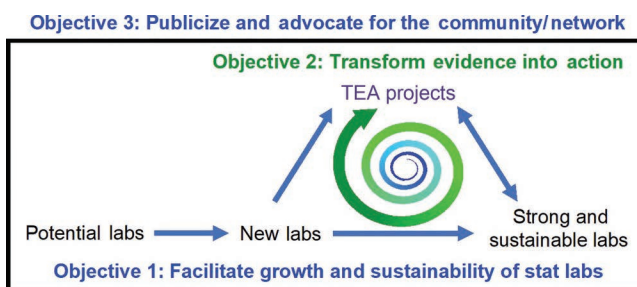 Objective 3: Publicize and advocate for the community/network
Objective 2: Transform evidence into action
TEA projects
Potential labs
New labs
Strong and
sustainable labs
Objective 1: Facilitate growth and sustainability of stat labs